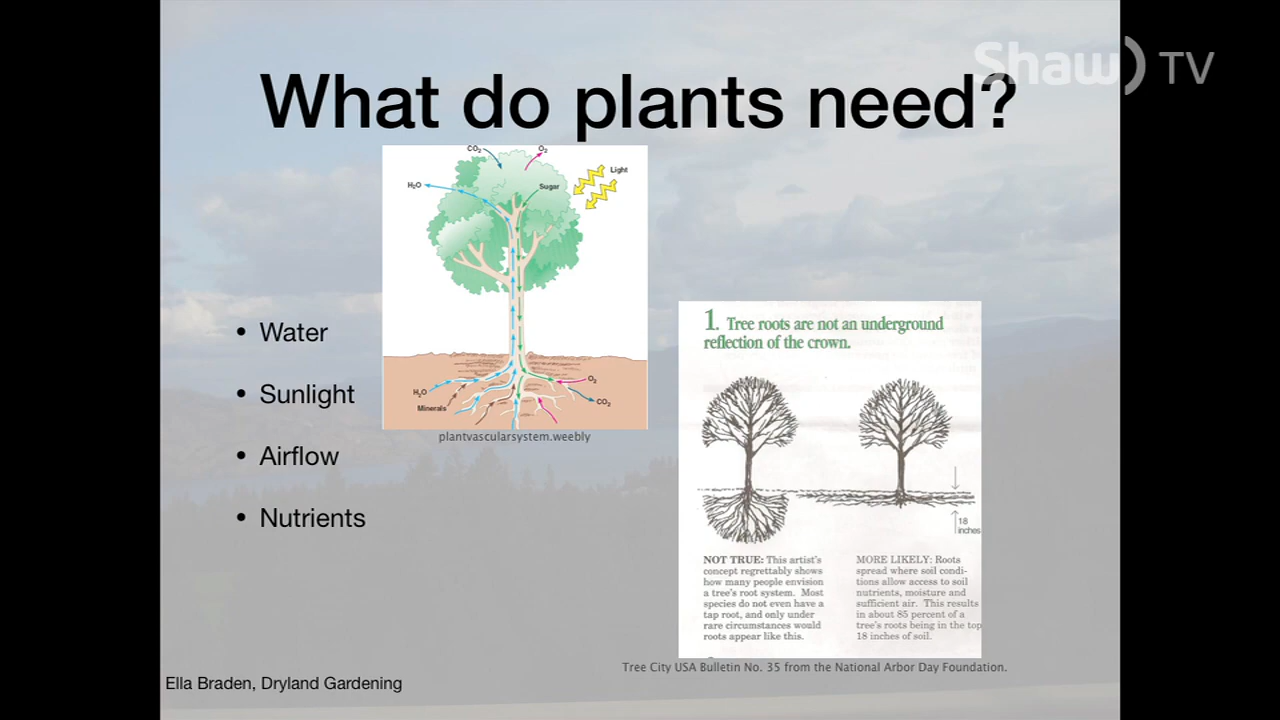 Shaw) TV
What do plants need?
CO₂
O₂
Light
H₂O
Sugar
H₂O
Minerals
O₂
CO₂
plantvascularsystem.weebly
• Water
• Sunlight
• Airflow
• Nutrients
1. Tree roots are not an underground
reflection of the crown.
18
inches
NOT TRUE: This artist's
concept regrettably shows
how many people envision
a tree's root system. Most
species do not even have a
tap root, and only under
rare circumstances would
roots appear like this.
MORE LIKELY: Roots
spread where soil condi-
tions allow access to soil
nutrients, moisture and
sufficient air. This results
in about 85 percent of a
tree's roots being in the top
18 inches of soil.
Tree City USA Bulletin No. 35 from the National Arbor Day Foundation.
Ella Braden, Dryland Gardening